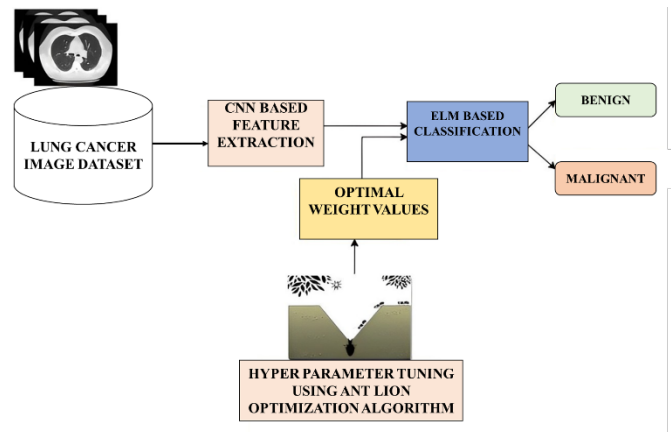 LUNG CANCER
IMAGE DATASET
CNN BASED
FEATURE
EXTRACTION
ELM BASED
CLASSIFICATION
BENIGN
MALIGNANT
OPTIMAL
WEIGHT VALUES
HYPER PARAMETER TUNING
USING ANT LION
OPTIMIZATION ALGORITHM